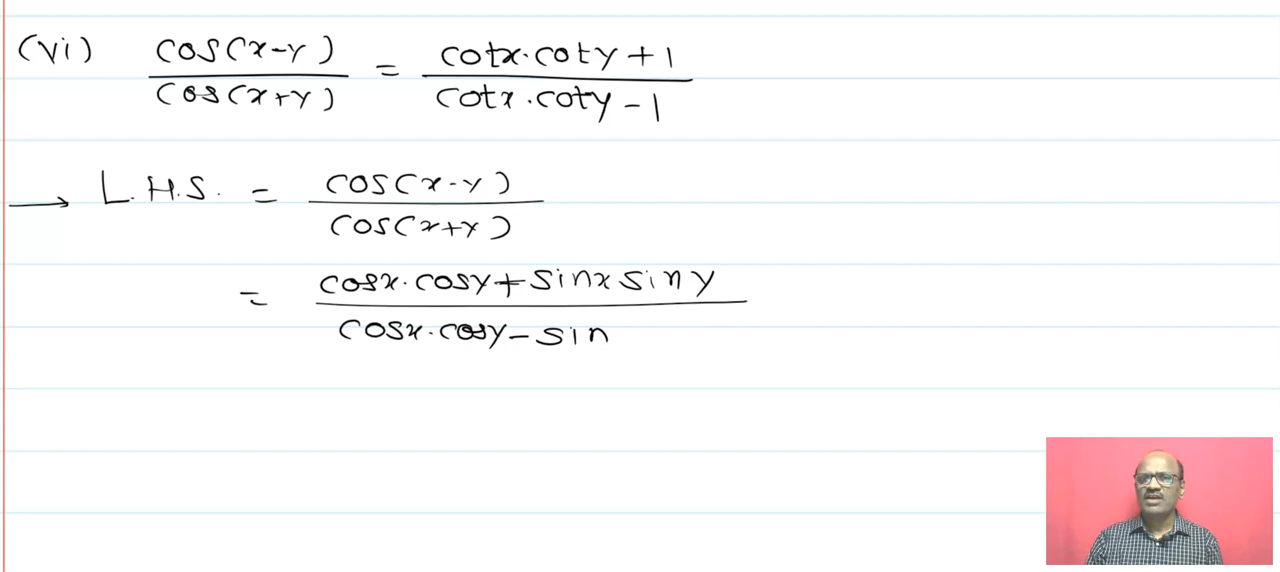 (vi) cos(x-y) / cos(x+y) = cotx.coty+1 / cotx.coty-1
→ L.H.S. = cos(x-y) / cos(x+y)
= cosx.cosy+sinx siny / cosx.cosy-sin